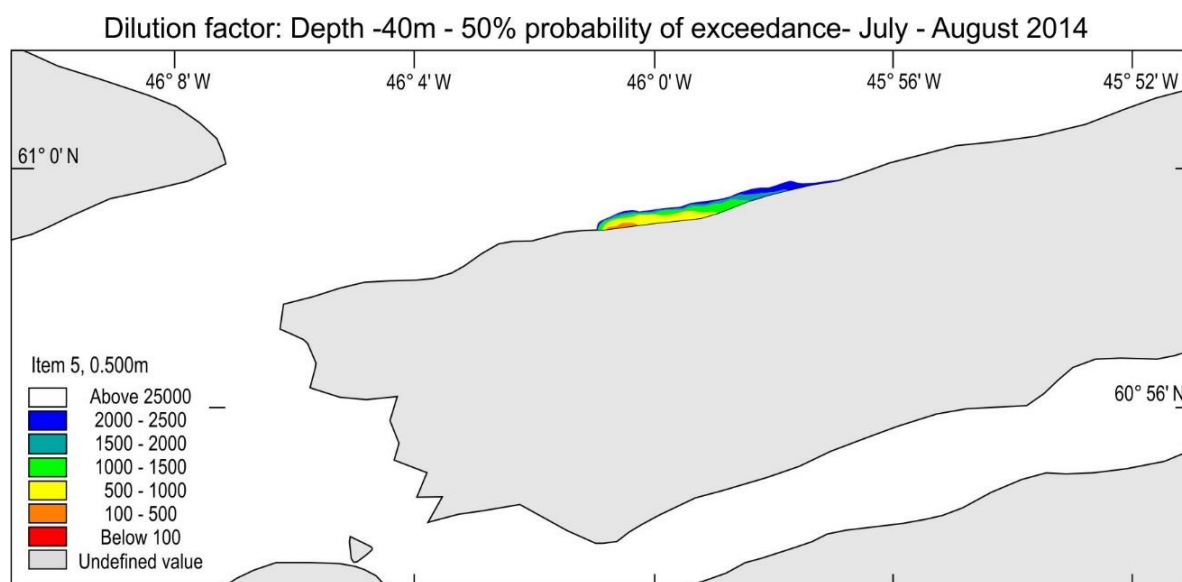 Dilution factor: Depth -40m - 50% probability of exceedance- July - August 2014
46° 8' W 46° 4' W 46° 0' W 45° 56' W 45° 52' W
61° 0' N
Item 5, 0.500m
Above 25000
60° 56' N
2000 - 2500
1500 - 2000
1000 - 1500
500 - 1000
100 - 500
Below 100
Undefined value